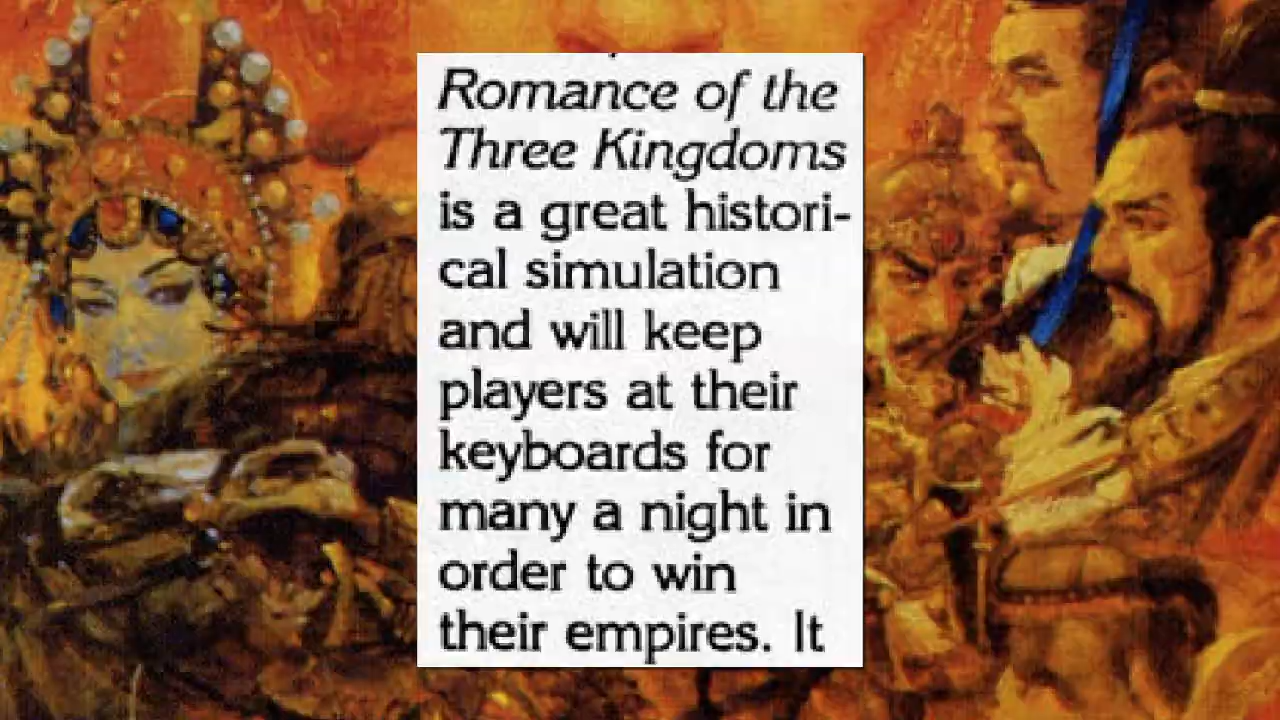 Romance of the
Three Kingdoms
is a great histori-
cal simulation
and will keep
players at their
keyboards for
many a night in
order to win
their empires. It